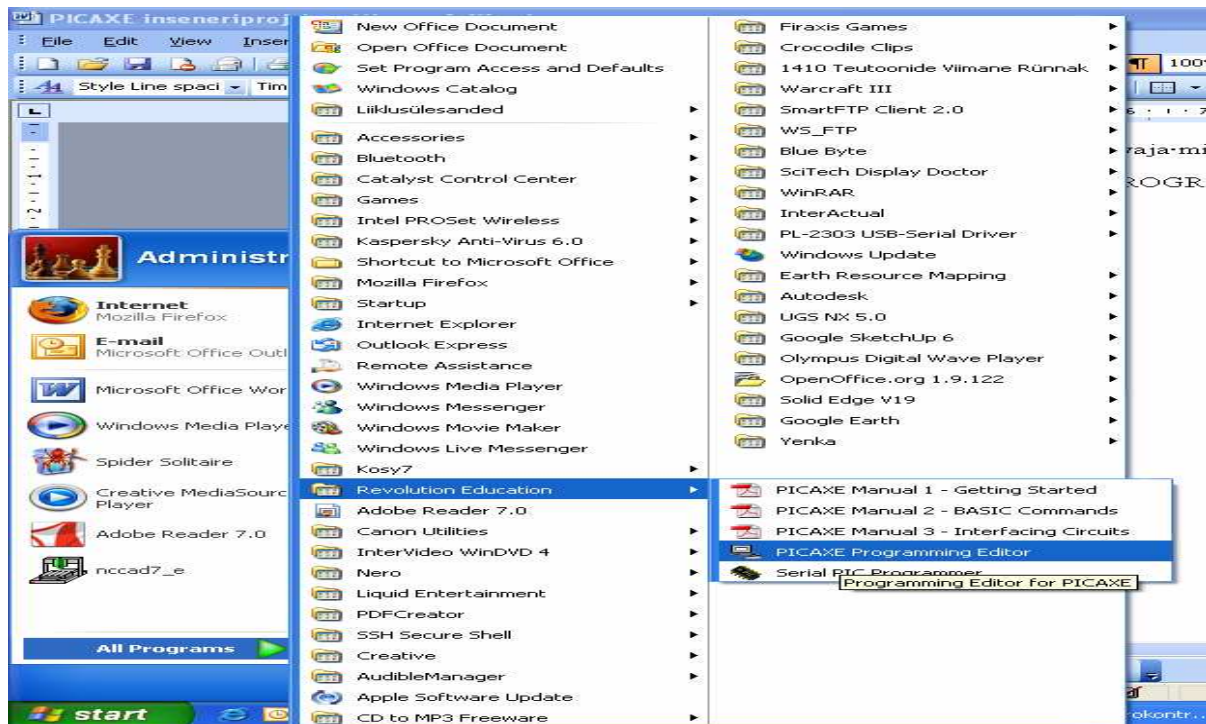 PICAXE inseneriproj
File Edit View Inser
Style Line spaci Tim
100%
vaja·mi
ROGR
Administr
Internet
Mozilla Firefox
E-mail
Microsoft Office Outl
Microsoft Office Wor
Windows Media Playe
Spider Solitaire
Creative MediaSourc
Player
Adobe Reader 7.0
nccad7_e
All Programs
start
New Office Document
Open Office Document
Set Program Access and Defaults
Windows Catalog
Liiklusülesanded
Accessories
Bluetooth
Catalyst Control Center
Games
Intel PROSet Wireless
Kaspersky Anti-Virus 6.0
Shortcut to Microsoft Office
Mozilla Firefox
Startup
Internet Explorer
Outlook Express
Remote Assistance
Windows Media Player
Windows Messenger
Windows Movie Maker
Windows Live Messenger
Kosy7
Revolution Education
Adobe Reader 7.0
Canon Utilities
InterVideo WinDVD 4
Nero
Liquid Entertainment
PDFCreator
SSH Secure Shell
Creative
AudibleManager
Apple Software Update
CD to MP3 Freeware
Firaxis Games
Crocodile Clips
1410 Teutoonide Viimane Rünnak
Warcraft III
SmartFTP Client 2.0
WS_FTP
Blue Byte
SciTech Display Doctor
WinRAR
InterActual
PL-2303 USB-Serial Driver
Windows Update
Earth Resource Mapping
Autodesk
UGS NX 5.0
Google SketchUp 6
Olympus Digital Wave Player
OpenOffice.org 1.9.122
Solid Edge V19
Google Earth
Yenka
PICAXE Manual 1 - Getting Started
PICAXE Manual 2 - BASIC Commands
PICAXE Manual 3 - Interfacing Circuits
PICAXE Programming Editor
Serial PIC Programmer
Programming Editor for PICAXE
okontr..